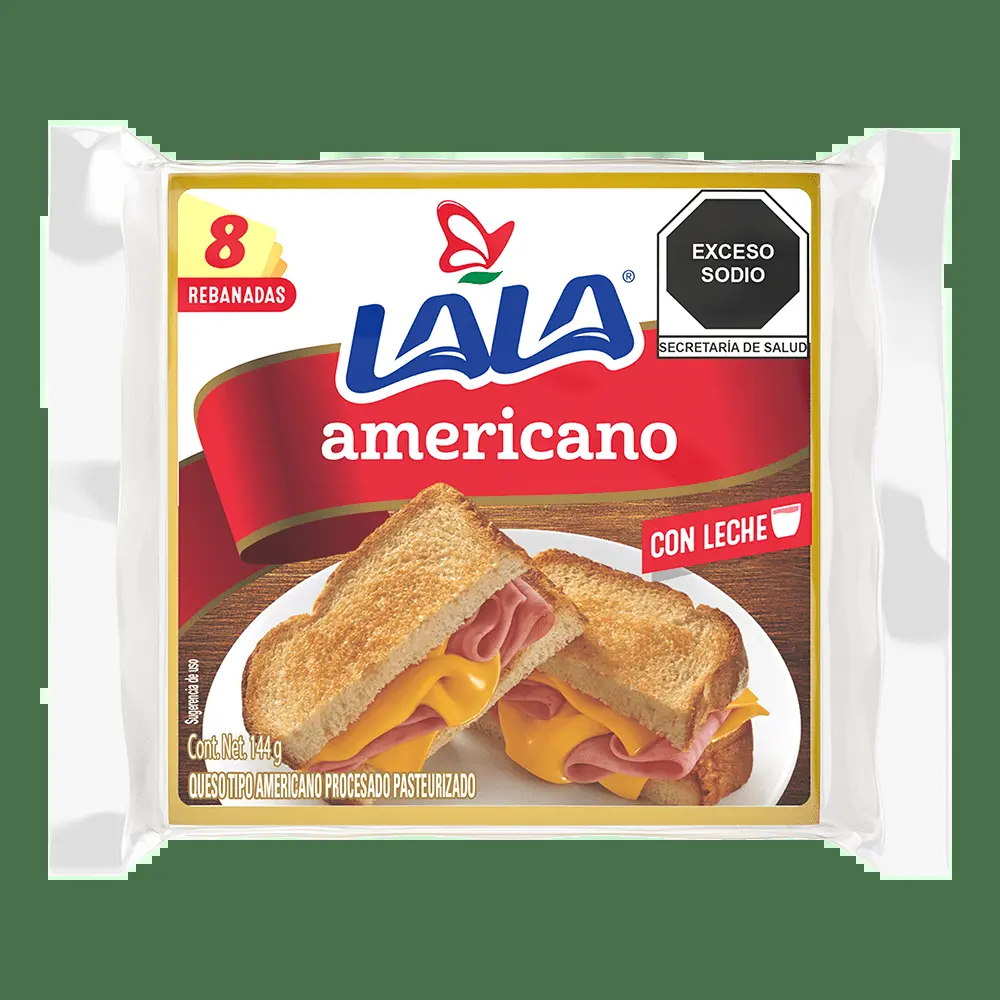 8
REBANADAS
LALA®
EXCESO
SODIO
SECRETARÍA DE SALUD
americano
CON LECHE
Sugerencia de uso
Cont. Net. 144 g
QUESO TIPO AMERICANO PROCESADO PASTEURIZADO